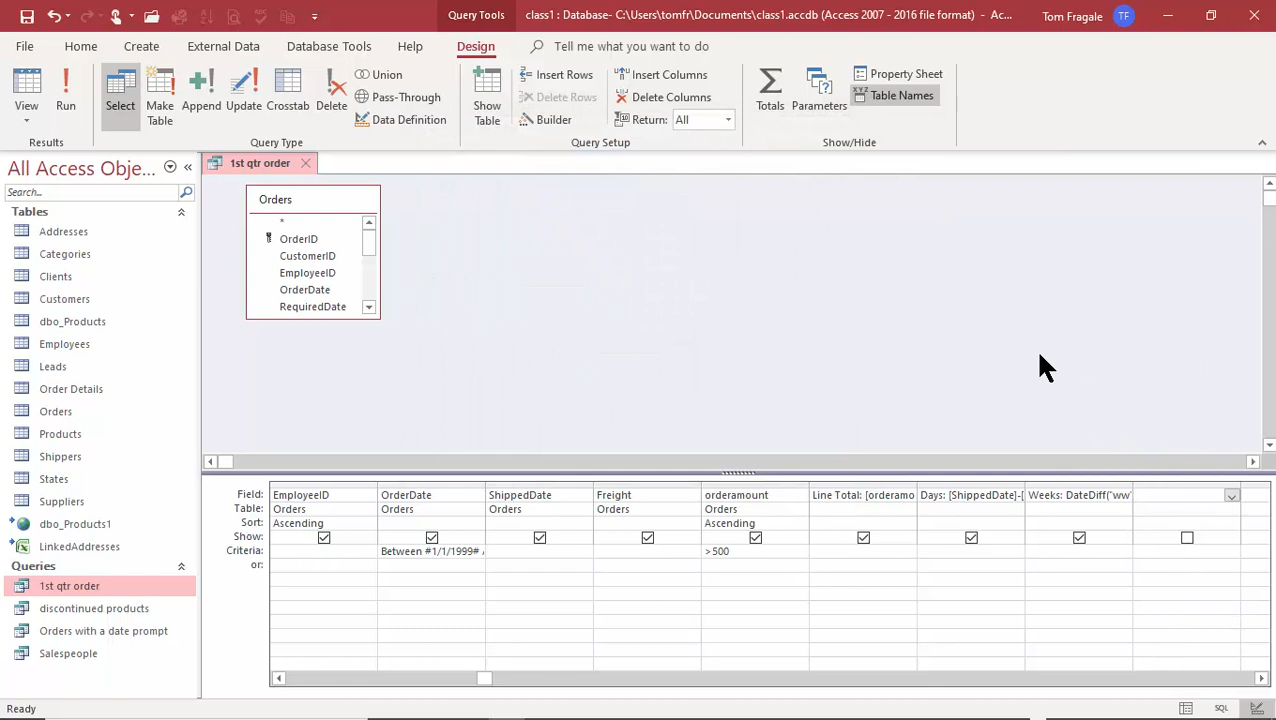 Query Tools
class1 : Database- C:\Users\tomfr\Documents\class1.accdb (Access 2007 - 2016 file format) - Ac...
Tom Fragale
TF
File
Home
Create
External Data
Database Tools
Help
Design
Tell me what you want to do
View
Run
Results
Select
Make Table
Append
Update
Crosstab
Delete
Union
Pass-Through
Data Definition
Query Type
Show Table
Insert Rows
Delete Rows
Builder
Insert Columns
Delete Columns
Return: All
Query Setup
Totals
Parameters
Property Sheet
Table Names
Show/Hide
All Access Obje...
Search...
Tables
Addresses
Categories
Clients
Customers
dbo_Products
Employees
Leads
Order Details
Orders
Products
Shippers
States
Suppliers
dbo_Products1
LinkedAddresses
Queries
1st qtr order
discontinued products
Orders with a date prompt
Salespeople
1st qtr order
Orders
*
OrderID
CustomerID
EmployeeID
OrderDate
RequiredDate
Field: EmployeeID OrderDate ShippedDate Freight orderamount Line Total: [orderamo Days: [ShippedDate]-[ Weeks: DateDiff("ww"
Table: Orders Orders Orders Orders Orders
Sort: Ascending Ascending
Show:
Criteria: Between #1/1/1999# >500
or:
Ready
SQL